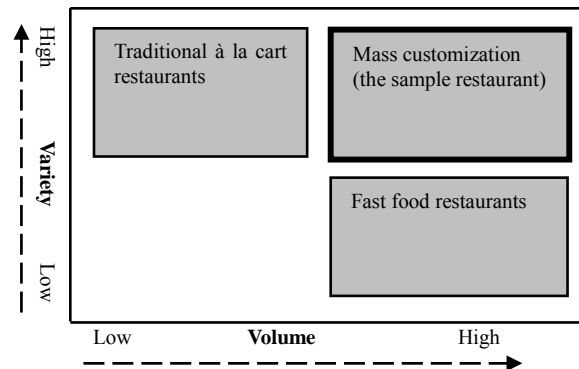 High
Variety
Low
Traditional à la cart
restaurants
Mass customization
(the sample restaurant)
Fast food restaurants
Low
Volume
High